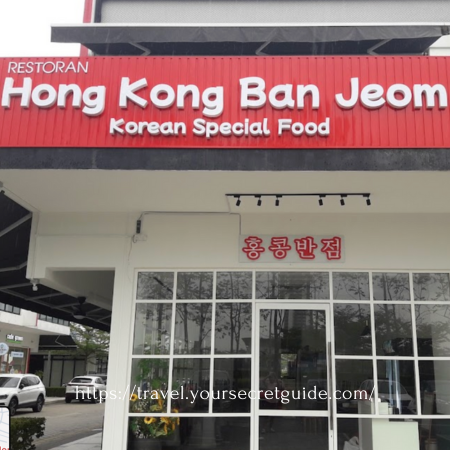 RESTORAN
Hong Kong Ban Jeom
Korean Special Food
홍콩반점
https://travel.yoursecretguide.com/